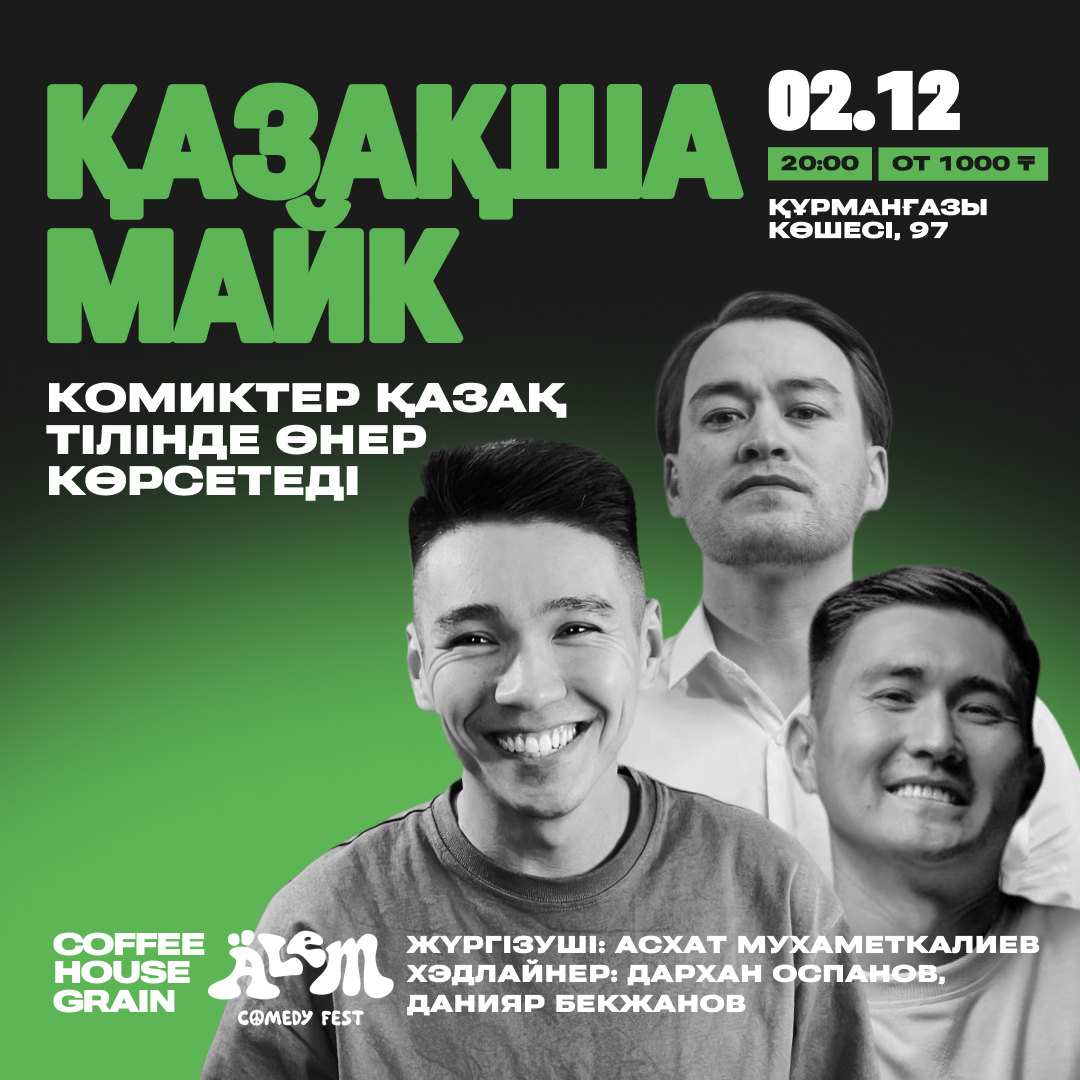 ҚАЗАҚША
МАЙК
02.12
20:00
ОТ 1000 ₸
ҚҰРМАНҒАЗЫ
КӨШЕСІ, 97
КОМИКТЕР ҚАЗАҚ
ТІЛІНДЕ ӨНЕР
КӨРСЕТЕДІ
COFFEE
HOUSE
GRAIN
ÄLEM
COMEDY FEST
ЖҮРГІЗУШІ: АСХАТ МУХАМЕТКАЛИЕВ
ХЭДЛАЙНЕР: ДАРХАН ОСПАНОВ,
ДАНИЯР БЕКЖАНОВ